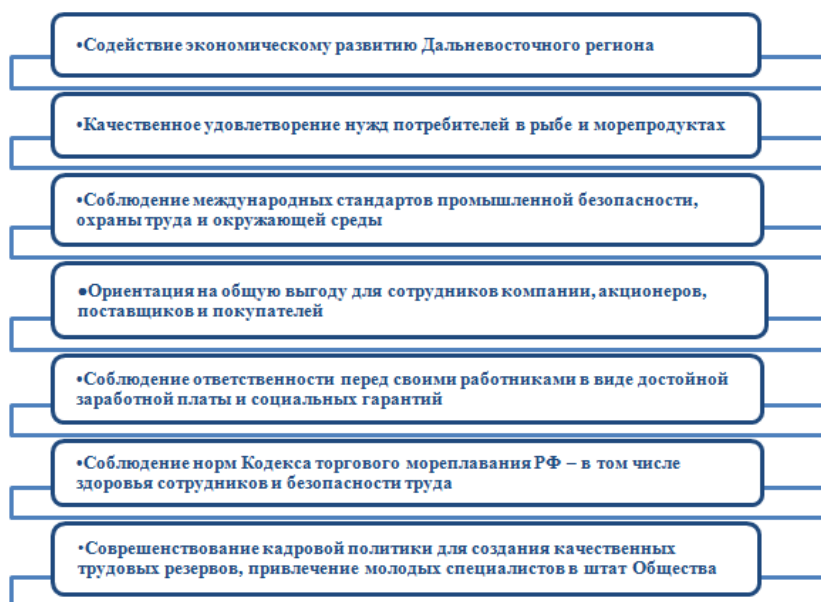 •Содействие экономическому развитию Дальневосточного региона
•Качественное удовлетворение нужд потребителей в рыбе и морепродуктах
•Соблюдение международных стандартов промышленной безопасности,
охраны труда и окружающей среды
●Ориентация на общую выгоду для сотрудников компании, акционеров,
поставщиков и покупателей
•Соблюдение ответственности перед своими работниками в виде достойной
заработной платы и социальных гарантий
•Соблюдение норм Кодекса торгового мореплавания РФ – в том числе
здоровья сотрудников и безопасности труда
•Соврешенствование кадровой политики для создания качественных
трудовых резервов, привлечение молодых специалистов в штат Общества